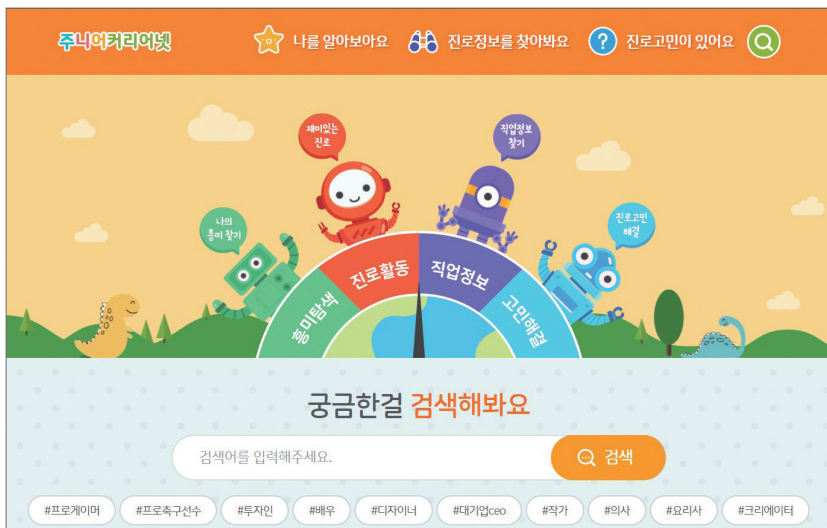 주니어커리어넷
나를 알아보아요
진로정보를 찾아봐요
?
진로고민이 있어요
재미있는
진로
직업정보
찾기
나의
흥미 찾기
진로고민
해결
흥미탐색
진로활동
직업정보
고민해결
궁금한걸 검색해봐요
검색어를 입력해주세요.
검색
#프로게이머 #프로축구선수 #투자인 #배우 #디자이너 #대기업ceo #작가 #의사 #요리사 #크리에이터